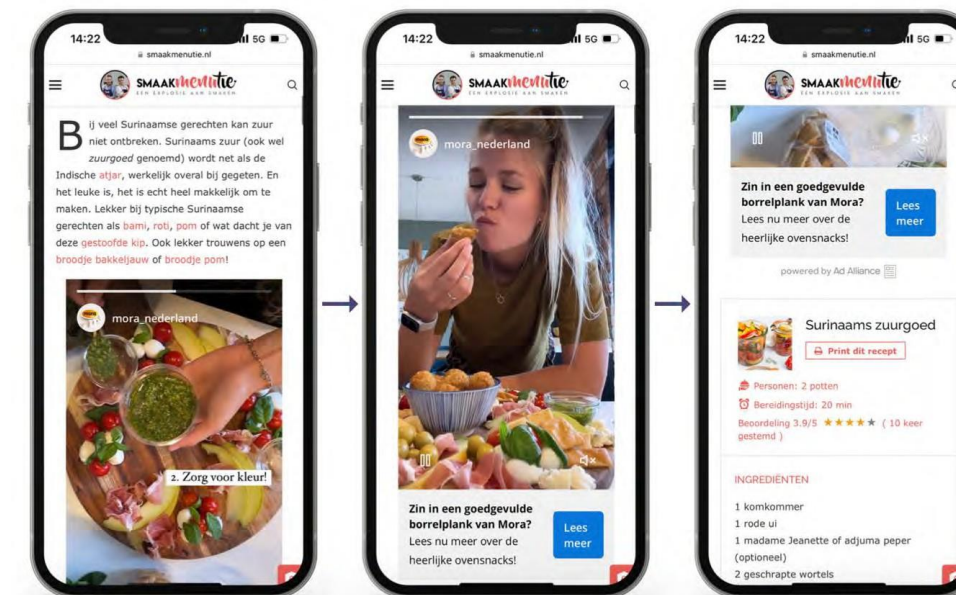 14:22
5G
smaakmenutie.nl
SMAAKmenutie
EEN EXPLOSIE AAN SMAKEN
Bij veel Surinaamse gerechten kan zuur
niet ontbreken. Surinaams zuur (ook wel
zuurgoed genoemd) wordt net als de
Indische atjar, werkelijk overal bij gegeten. En
het leuke is, het is echt heel makkelijk om te
maken. Lekker bij typische Surinaamse
gerechten als bami, roti, pom of wat dacht je van
deze gestoofde kip. Ook lekker trouwens op een
broodje bakkeljauw of broodje pom!
mora_nederland
2. Zorg voor kleur!
14:22
5G
smaakmenutie.nl
SMAAKmenutie
EEN EXPLOSIE AAN SMAKEN
mora_nederland
Zin in een goedgevulde
borrelplank van Mora?
Lees nu meer over de
heerlijke ovensnacks!
Lees
meer
14:22
5G
smaakmenutie.nl
SMAAKmenutie
EEN EXPLOSIE AAN SMAKEN
Zin in een goedgevulde
borrelplank van Mora?
Lees nu meer over de
heerlijke ovensnacks!
Lees
meer
powered by Ad Alliance
Surinaams zuurgoed
Print dit recept
Personen: 2 potten
Bereidingstijd: 20 min
Beoordeling 3.9/5 ★★★★★ ( 10 keer
gestemd )
INGREDIËNTEN
1 komkommer
1 rode ui
1 madame Jeanette of adjuma peper
(optioneel)
2 geschrapte wortels